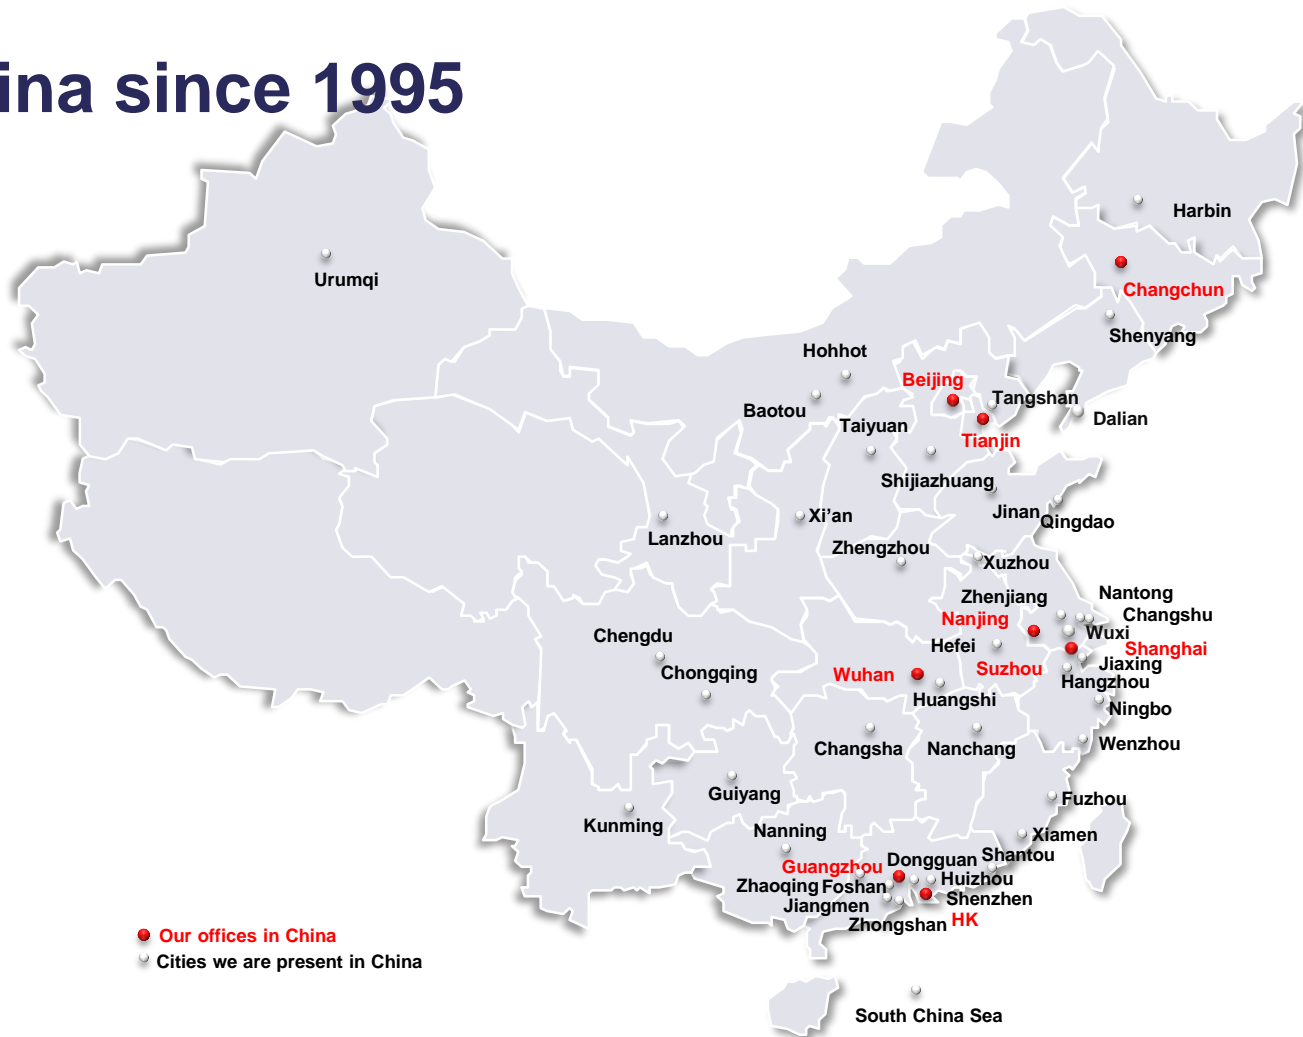 ina since 1995
Harbin
Urumqi
Changchun
Shenyang
Hohhot
Beijing
Baotou
Tangshan
Taiyuan
Dalian
Tianjin
Shijiazhuang
Jinan
Qingdao
Xi’an
Lanzhou
Zhengzhou
Xuzhou
Zhenjiang
Nantong
Nanjing
Changshu
Chengdu
Wuxi
Hefei
Shanghai
Chongqing
Wuhan
Suzhou
Jiaxing
Hangzhou
Huangshi
Ningbo
Changsha
Nanchang
Wenzhou
Guiyang
Fuzhou
Kunming
Nanning
Xiamen
Guangzhou
Dongguan
Shantou
Zhaoqing
Foshan
Huizhou
Jiangmen
Shenzhen
Zhongshan
HK
Our offices in China
Cities we are present in China
South China Sea